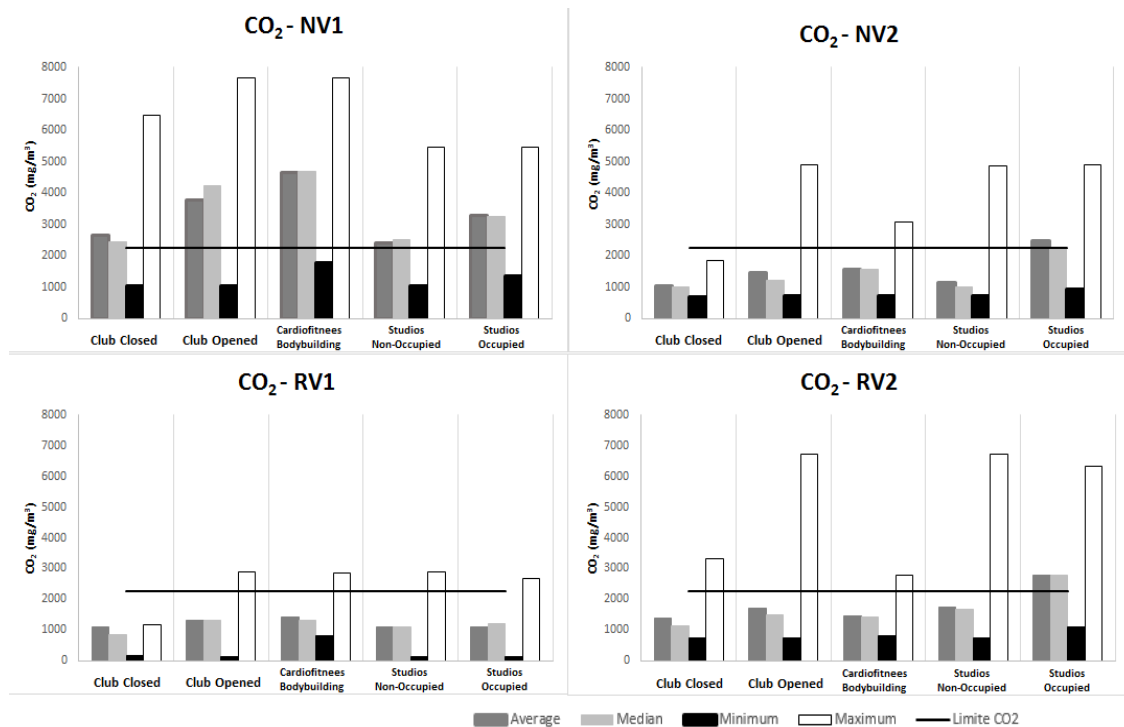 CO₂ - NV1
8000
7000
6000
5000
4000
3000
2000
1000
0
CO₂ (mg/m³)
Club Closed
Club Opened
Cardiofitnees
Bodybuilding
Studios
Non-Occupied
Studios
Occupied
CO₂ - NV2
8000
7000
6000
5000
4000
3000
2000
1000
0
CO₂ (mg/m³)
Club Closed
Club Opened
Cardiofitnees
Bodybuilding
Studios
Non-Occupied
Studios
Occupied
CO₂ - RV1
8000
7000
6000
5000
4000
3000
2000
1000
0
CO₂ (mg/m³)
Club Closed
Club Opened
Cardiofitnees
Bodybuilding
Studios
Non-Occupied
Studios
Occupied
CO₂ - RV2
8000
7000
6000
5000
4000
3000
2000
1000
0
CO₂ (mg/m³)
Club Closed
Club Opened
Cardiofitnees
Bodybuilding
Studios
Non-Occupied
Studios
Occupied
Average Median Minimum Maximum Limite CO2